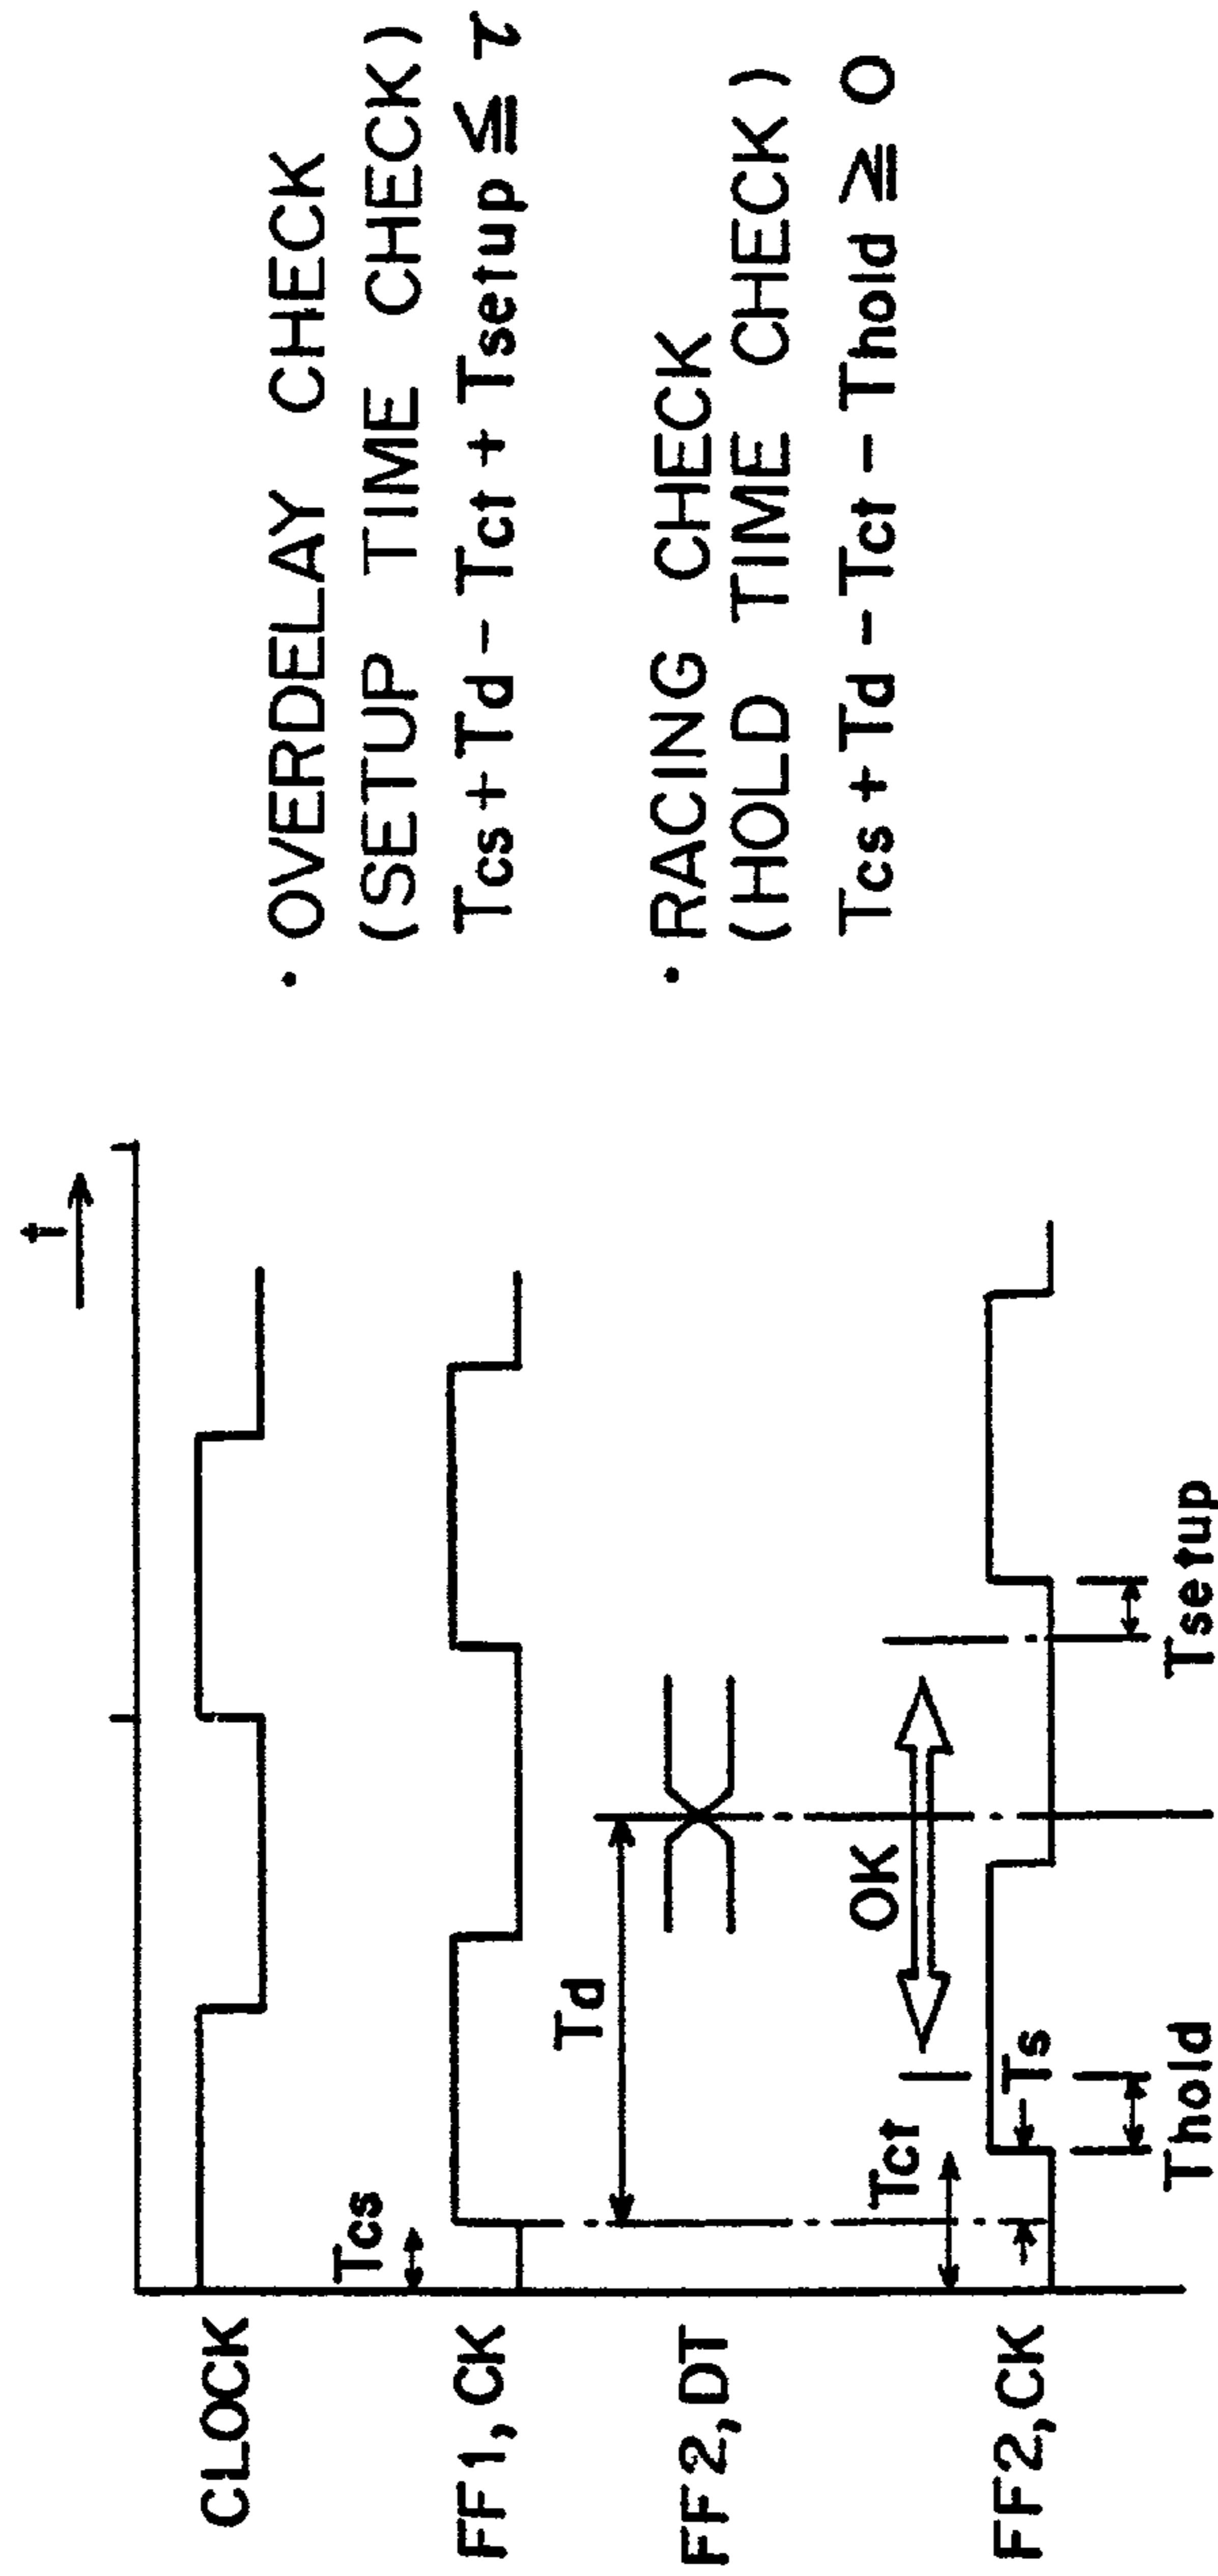 t
CLOCK
Tcs
FF1, CK
Td
FF2, DT
OK
Tct
Ts
FF2, CK
Thold
Tsetup
· OVERDELAY CHECK
(SETUP TIME CHECK)
Tcs + Td - Tct + Tsetup ≦ τ
· RACING CHECK
(HOLD TIME CHECK)
Tcs + Td - Tct - Thold ≧ 0